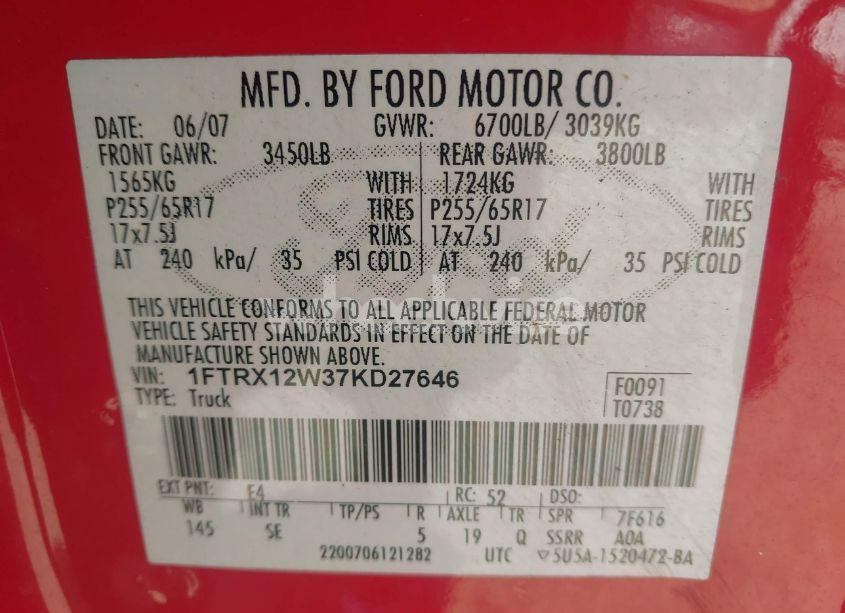 MFD. BY FORD MOTOR CO.
DATE: 06/07 GVWR: 6700LB/ 3039KG
FRONT GAWR: 3450LB REAR GAWR: 3800LB
1565KG WITH 1724KG WITH
P255/65R17 TIRES P255/65R17 TIRES
17x7.5J RIMS 17x7.5J RIMS
AT 240 kPa/ 35 PSI COLD AT 240 kPa/ 35 PSI COLD
THIS VEHICLE CONFORMS TO ALL APPLICABLE FEDERAL MOTOR
VEHICLE SAFETY STANDARDS IN EFFECT ON THE DATE OF
MANUFACTURE SHOWN ABOVE.
VIN: 1FTRX12W37KD27646
TYPE: Truck
F0091
T0738
EXT PNT: E4 RC: 52 DSO:
WB INT TR TP/PS R AXLE TR SPR 7F616
145 SE 5 19 Q SSRR A0A
2200706121282 UTC ▽5U5A-1520472-BA